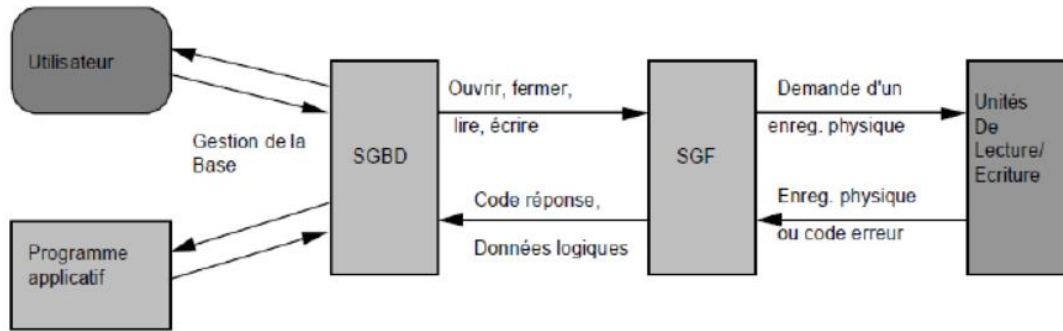 Utilisateur
Gestion de la
Base
Programme
applicatif
SGBD
Ouvrir, fermer,
lire, écrire
Code réponse,
Données logiques
SGF
Demande d'un
enreg. physique
Enreg. physique
ou code erreur
Unités
De
Lecture/
Ecriture